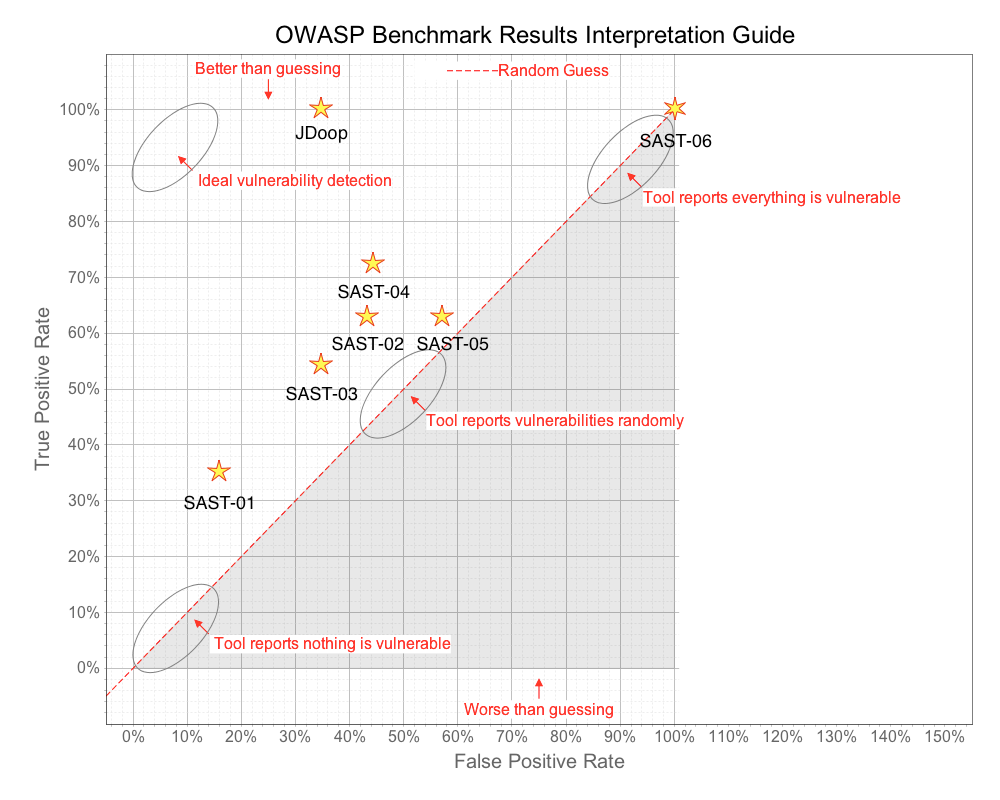 OWASP Benchmark Results Interpretation Guide
Better than guessing
Random Guess
100%
JDoop
SAST-06
90%
Ideal vulnerability detection
Tool reports everything is vulnerable
80%
70%
SAST-04
60%
SAST-02
SAST-05
SAST-03
50%
Tool reports vulnerabilities randomly
40%
SAST-01
30%
20%
10%
Tool reports nothing is vulnerable
0%
Worse than guessing
True Positive Rate
0% 10% 20% 30% 40% 50% 60% 70% 80% 90% 100% 110% 120% 130% 140% 150%
False Positive Rate